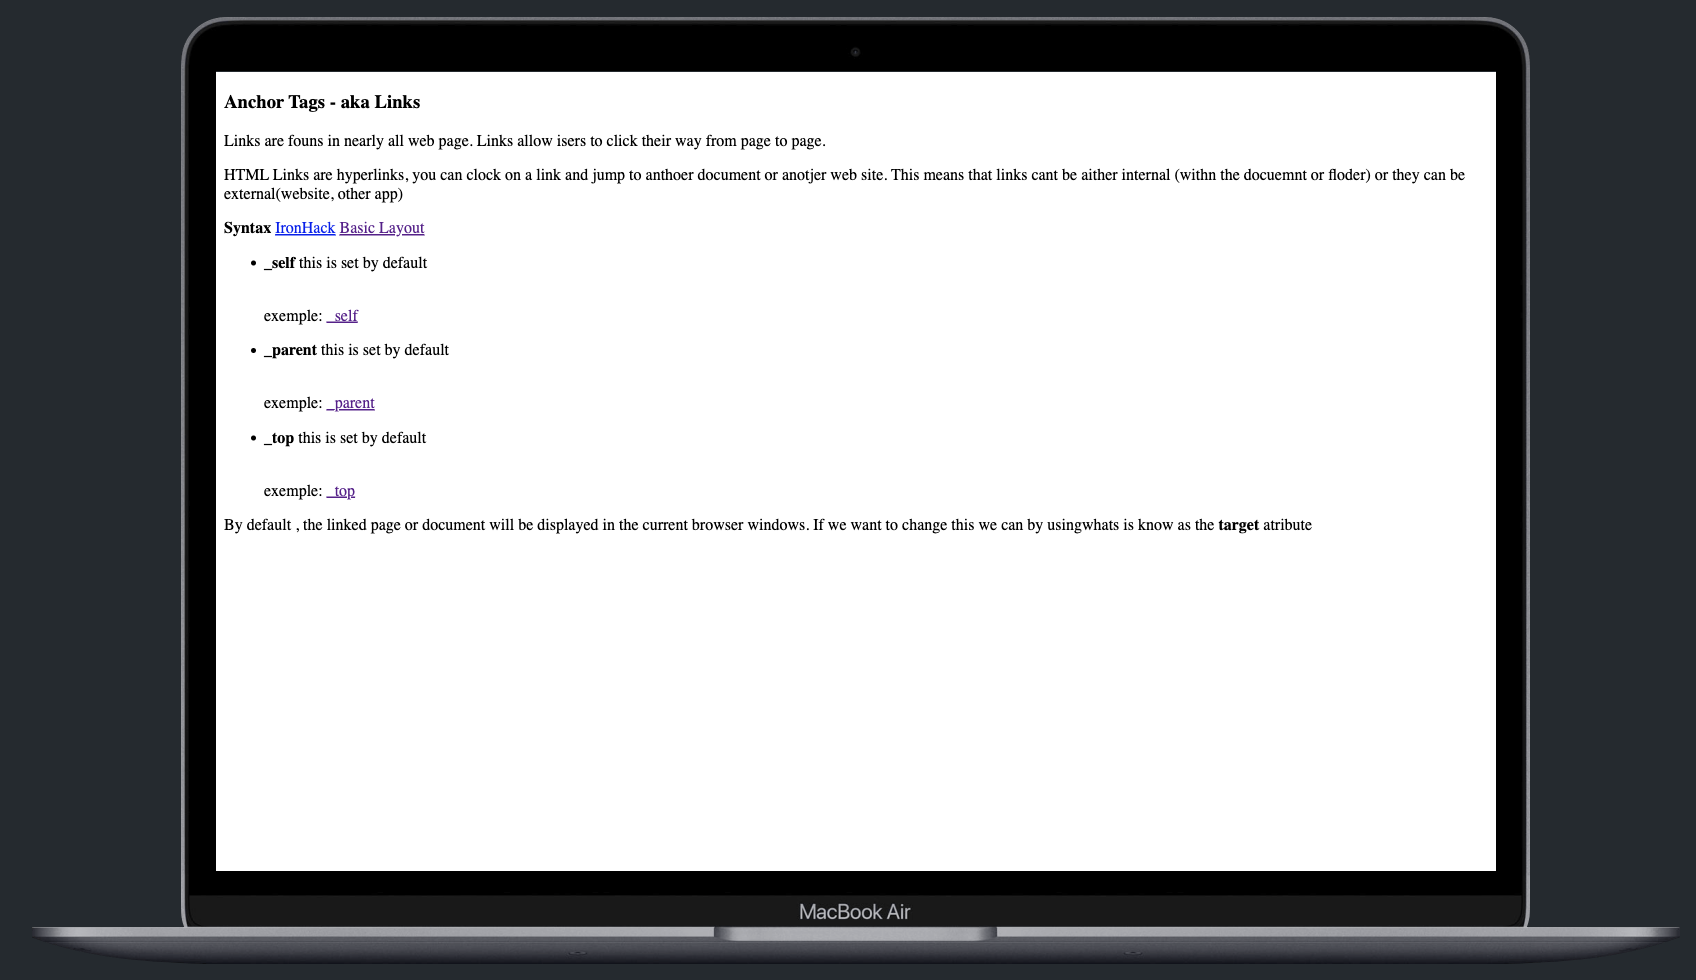 Anchor Tags - aka Links
Links are founs in nearly all web page. Links allow isers to click their way from page to page.
HTML Links are hyperlinks, you can clock on a link and jump to anthoer document or anotjer web site. This means that links cant be aither internal (withn the docuemnt or floder) or they can be
external(website, other app)
Syntax IronHack Basic Layout
• _self this is set by default
exemple: _self
• _parent this is set by default
exemple: _parent
• _top this is set by default
exemple: _top
By default , the linked page or document will be displayed in the current browser windows. If we want to change this we can by usingwhats is know as the target atribute
MacBook Air